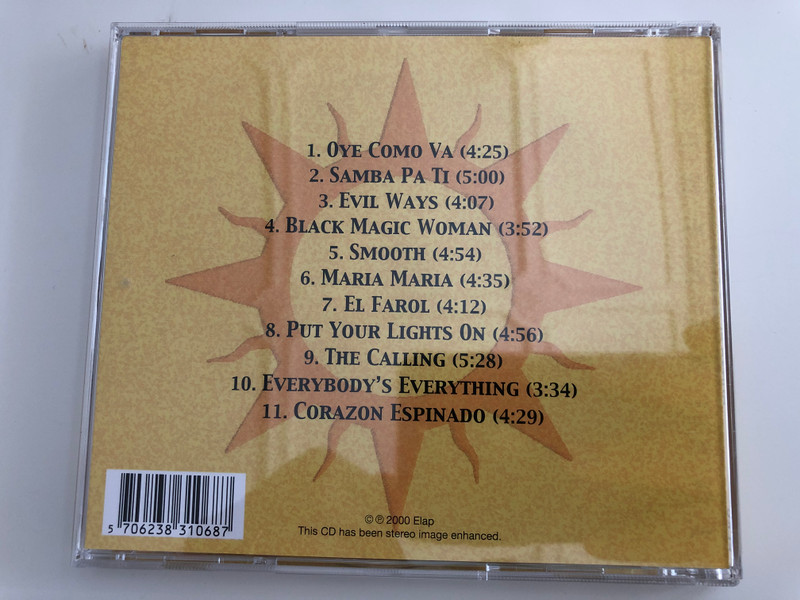 1. Oye Como Va (4:25)
2. Samba Pa Ti (5:00)
3. Evil Ways (4:07)
4. Black Magic Woman (3:52)
5. Smooth (4:54)
6. Maria Maria (4:35)
7. El Farol (4:12)
8. Put Your Lights On (4:56)
9. The Calling (5:28)
10. Everybody's Everything (3:34)
11. Corazon Espinado (4:29)
5 706238 310687
© ℗ 2000 Elap
This CD has been stereo image enhanced.